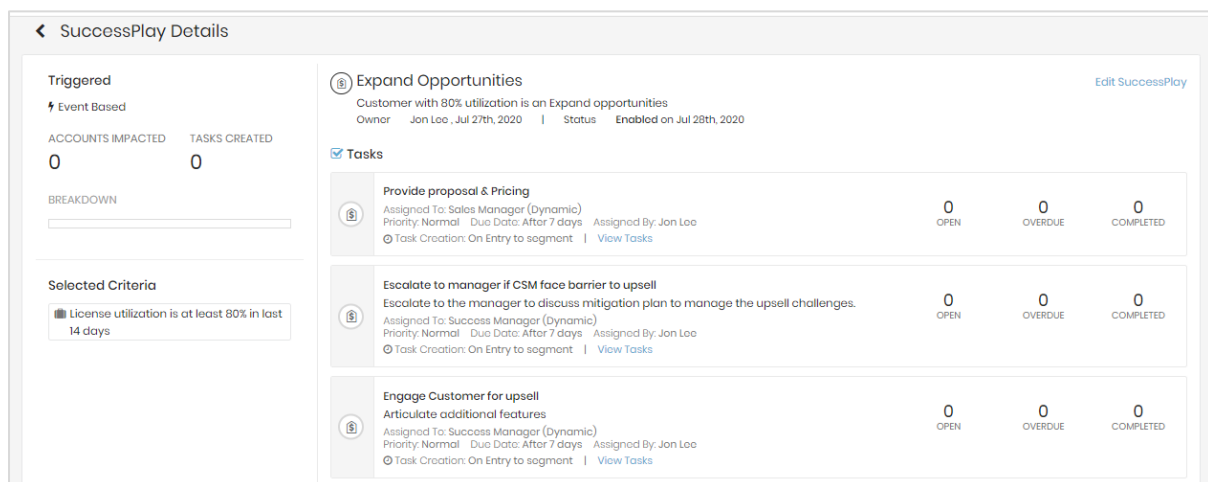 SuccessPlay Details
Triggered
Event Based
ACCOUNTS IMPACTED TASKS CREATED
0 0
BREAKDOWN
Selected Criteria
License utilization is at least 80% in last
14 days
Expand Opportunities
Edit SuccessPlay
Customer with 80% utilization is an Expand opportunities
Owner Jon Lee , Jul 27th, 2020 | Status Enabled on Jul 28th, 2020
Tasks
Provide proposal & Pricing
Assigned To: Sales Manager (Dynamic)
Priority: Normal Due Date: After 7 days Assigned By: Jon Lee
Task Creation: On Entry to segment | View Tasks
0 0 0
OPEN OVERDUE COMPLETED
Escalate to manager if CSM face barrier to upsell
Escalate to the manager to discuss mitigation plan to manage the upsell challenges.
Assigned To: Success Manager (Dynamic)
Priority: Normal Due Date: After 7 days Assigned By: Jon Lee
Task Creation: On Entry to segment | View Tasks
0 0 0
OPEN OVERDUE COMPLETED
Engage Customer for upsell
Articulate additional features
Assigned To: Success Manager (Dynamic)
Priority: Normal Due Date: After 7 days Assigned By: Jon Lee
Task Creation: On Entry to segment | View Tasks
0 0 0
OPEN OVERDUE COMPLETED